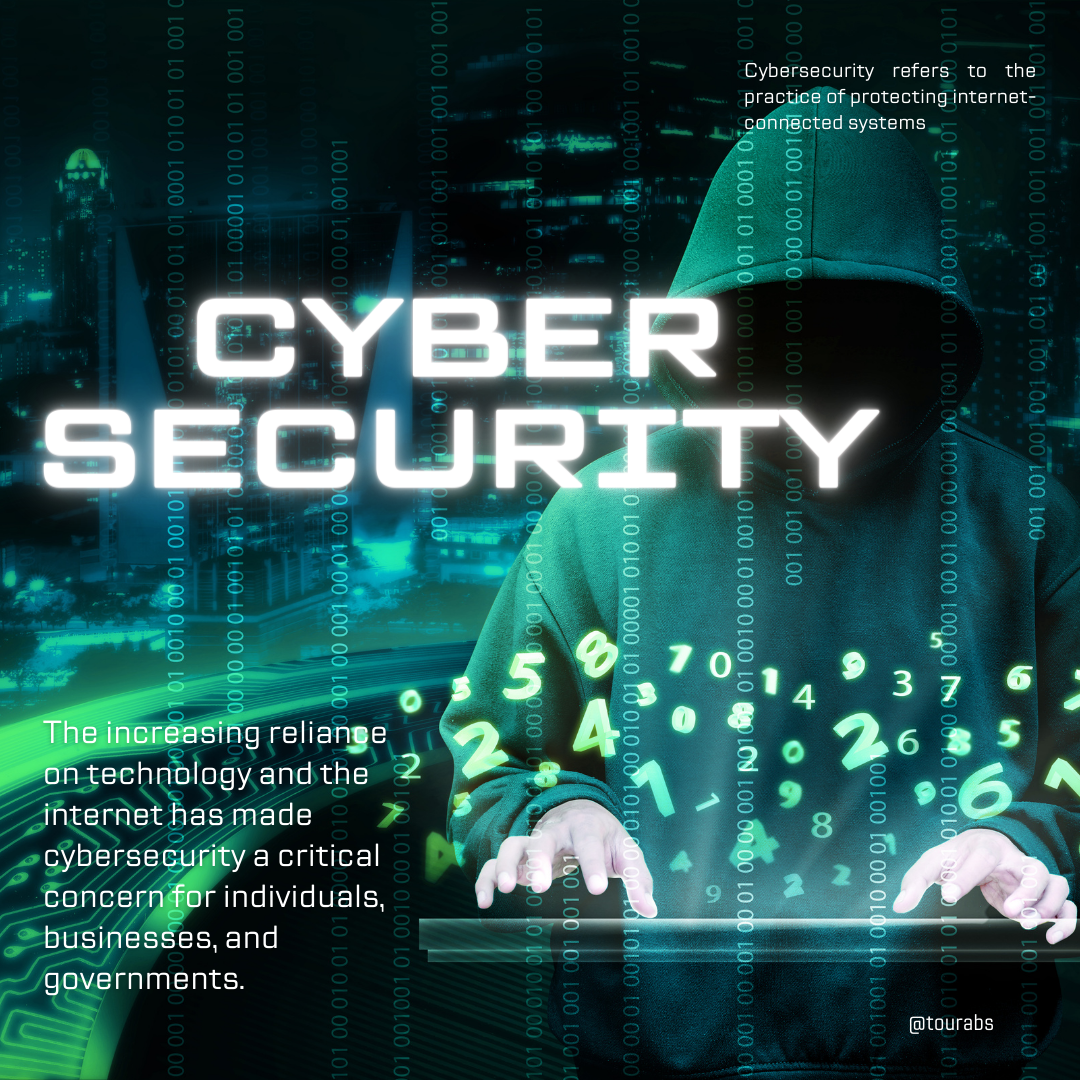 Cybersecurity refers to the
practice of protecting internet-
connected systems
CYBER
SECURITY
The increasing reliance
on technology and the
internet has made
cybersecurity a critical
concern for individuals,
businesses, and
governments.
@tourabs